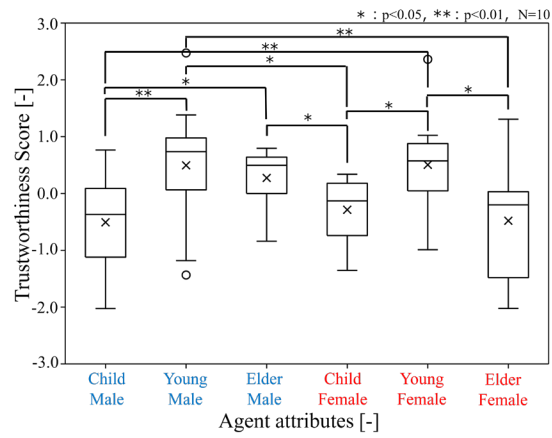 * : p<0.05, ** : p<0.01, N=10
3.0
**
**
2.0
*
*
**
*
*
*
1.0
0.0
-1.0
-2.0
-3.0
Trustworthiness Score [-]
Child Male
Young Male
Elder Male
Child Female
Young Female
Elder Female
Agent attributes [-]